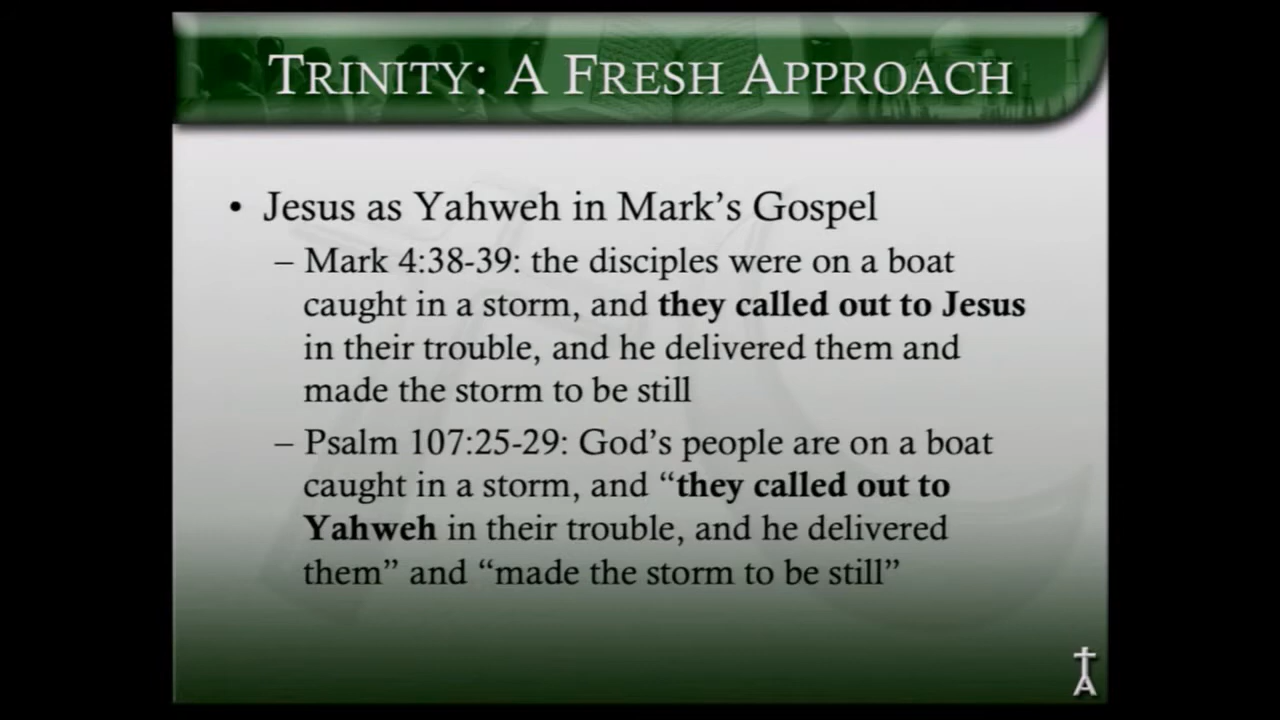 TRINITY: A FRESH APPROACH
• Jesus as Yahweh in Mark’s Gospel
– Mark 4:38-39: the disciples were on a boat
caught in a storm, and they called out to Jesus
in their trouble, and he delivered them and
made the storm to be still
– Psalm 107:25-29: God’s people are on a boat
caught in a storm, and “they called out to
Yahweh in their trouble, and he delivered
them” and “made the storm to be still”